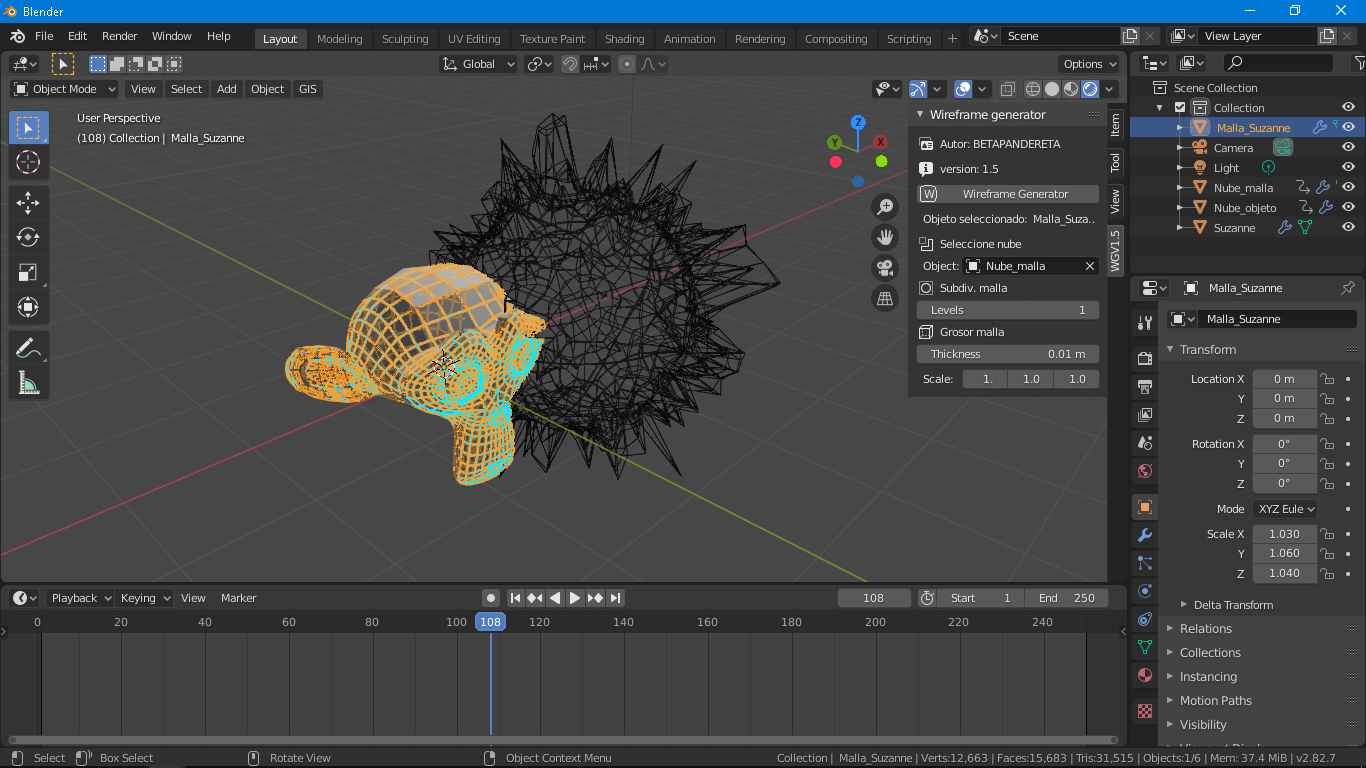 Blender
File Edit Render Window Help Layout Modeling Sculpting UV Editing Texture Paint Shading Animation Rendering Compositing Scripting + Scene View Layer
Global Options
Object Mode View Select Add Object GIS
User Perspective
(108) Collection | Malla_Suzanne
Z
Y
X
Wireframe generator
Autor: BETAPANDERETA
version: 1.5
W Wireframe Generator
Objeto seleccionado: Malla_Suza..
Seleccione nube
Object: Nube_malla
Subdiv. malla
Levels 1
Grosor malla
Thickness 0.01 m
Scale: 1. 1.0 1.0
Item
Tool
View
WGV1.5
Scene Collection
Collection
Malla_Suzanne
Camera
Light
Nube_malla
Nube_objeto
Suzanne
Malla_Suzanne
Malla_Suzanne
Transform
Location X 0 m
Y 0 m
Z 0 m
Rotation X 0°
Y 0°
Z 0°
Mode XYZ Eule
Scale X 1.030
Y 1.060
Z 1.040
Delta Transform
Relations
Collections
Instancing
Motion Paths
Visibility
Playback Keying View Marker 108 Start 1 End 250
0 20 40 60 80 100 108 120 140 160 180 200 220 240
Select Box Select Rotate View Object Context Menu Collection | Malla_Suzanne | Verts:12,663 | Faces:15,683 | Tris:31,515 | Objects:1/6 | Mem: 37.4 MiB | v2.82.7